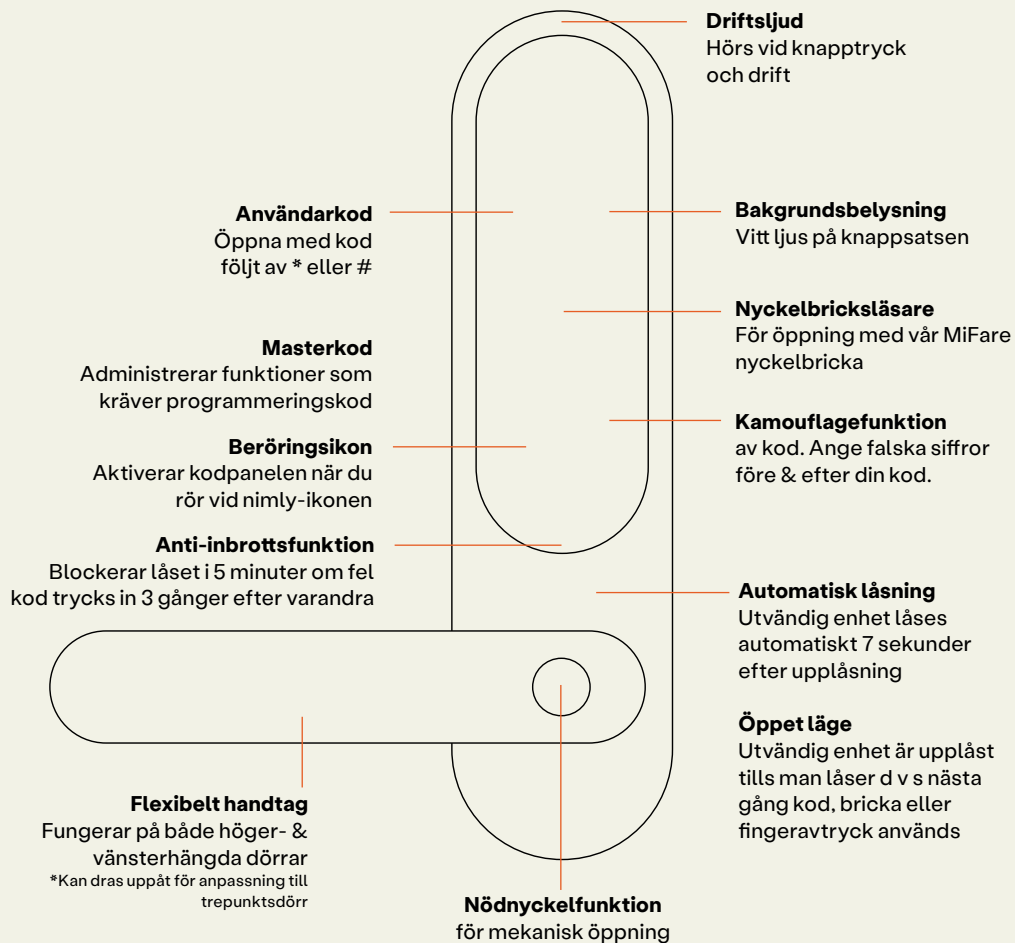 Driftsljud
Hörs vid knapptryck
och drift
Användarkod
Öppna med kod
följt av * eller #
Bakgrundsbelysning
Vitt ljus på knappsatsen
Nyckelbricksläsare
För öppning med vår MiFare
nyckelbricka
Masterkod
Administrerar funktioner som
kräver programmeringskod
Kamouflagefunktion
av kod. Ange falska siffror
före & efter din kod.
Beröringsikon
Aktiverar kodpanelen när du
rör vid nimly-ikonen
Anti-inbrottsfunktion
Blockerar låset i 5 minuter om fel
kod trycks in 3 gånger efter varandra
Automatisk låsning
Utvändig enhet låses
automatiskt 7 sekunder
efter upplåsning
Öppet läge
Utvändig enhet är upplåst
tills man låser d v s nästa
gång kod, bricka eller
fingeravtryck används
Flexibelt handtag
Fungerar på både höger- &
vänsterhängda dörrar
*Kan dras uppåt för anpassning till
trepunktsdörr
Nödnyckelfunktion
för mekanisk öppning